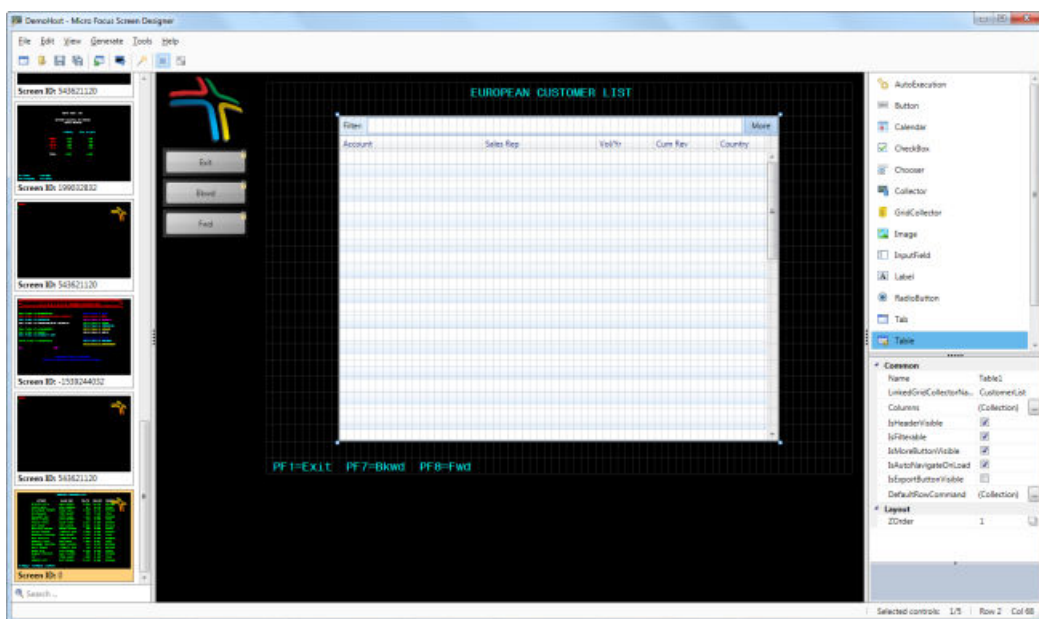 DemoHost - Micro Focus Screen Designer
File Edit View Generate Tools Help
Screen ID: 543621120
Screen ID: 199032832
Screen ID: 543621120
Screen ID: -1539244032
Screen ID: 543621120
Screen ID: 0
Search ...
Exit
Bkwd
Fwd
EUROPEAN CUSTOMER LIST
Filter: More
Account Sales Rep Vol/Yr Cum Rev Country
PF1=Exit PF7=Bkwd PF8=Fwd
AutoExecution
Button
Calendar
CheckBox
Chooser
Collector
GridCollector
Image
InputField
Label
RadioButton
Tab
Table
Common
Name Table1
LinkedGridCollectorNa... CustomerList
Columns (Collection) ...
IsHeaderVisible
IsFilterable
IsMoreButtonVisible
IsAutoNavigateOnLoad
IsExportButtonVisible
DefaultRowCommand (Collection) ...
Layout
ZOrder 1
Selected controls: 1/5 Row 2 Col 68